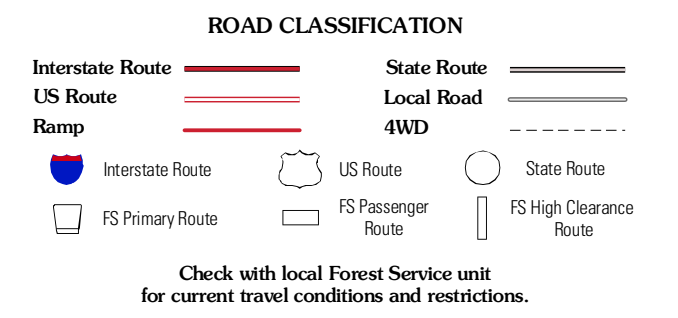 ROAD CLASSIFICATION
Interstate Route
State Route
US Route
Local Road
Ramp
4WD
Interstate Route
US Route
State Route
FS Primary Route
FS Passenger
Route
FS High Clearance
Route
Check with local Forest Service unit
for current travel conditions and restrictions.